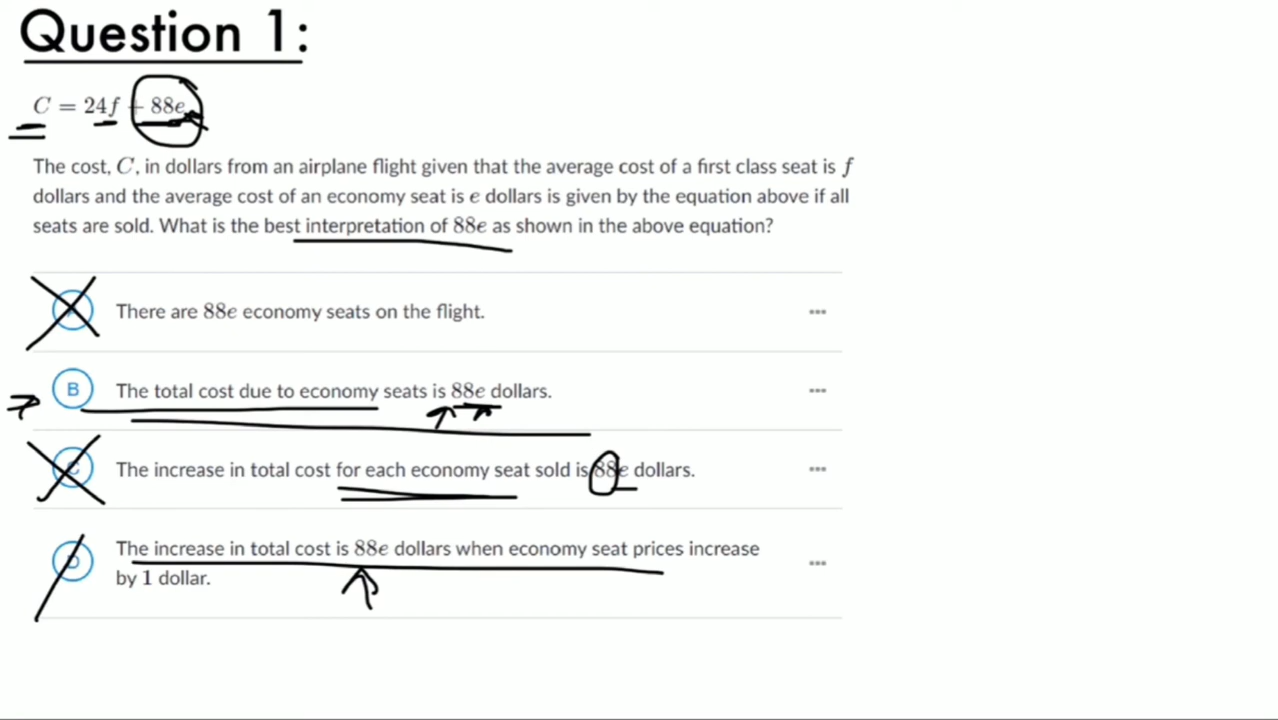 Question 1:
C = 24f + 88e
The cost, C, in dollars from an airplane flight given that the average cost of a first class seat is f
dollars and the average cost of an economy seat is e dollars is given by the equation above if all
seats are sold. What is the best interpretation of 88e as shown in the above equation?
There are 88e economy seats on the flight.
B The total cost due to economy seats is 88e dollars.
C The increase in total cost for each economy seat sold is 88e dollars.
D The increase in total cost is 88e dollars when economy seat prices increase
by 1 dollar.